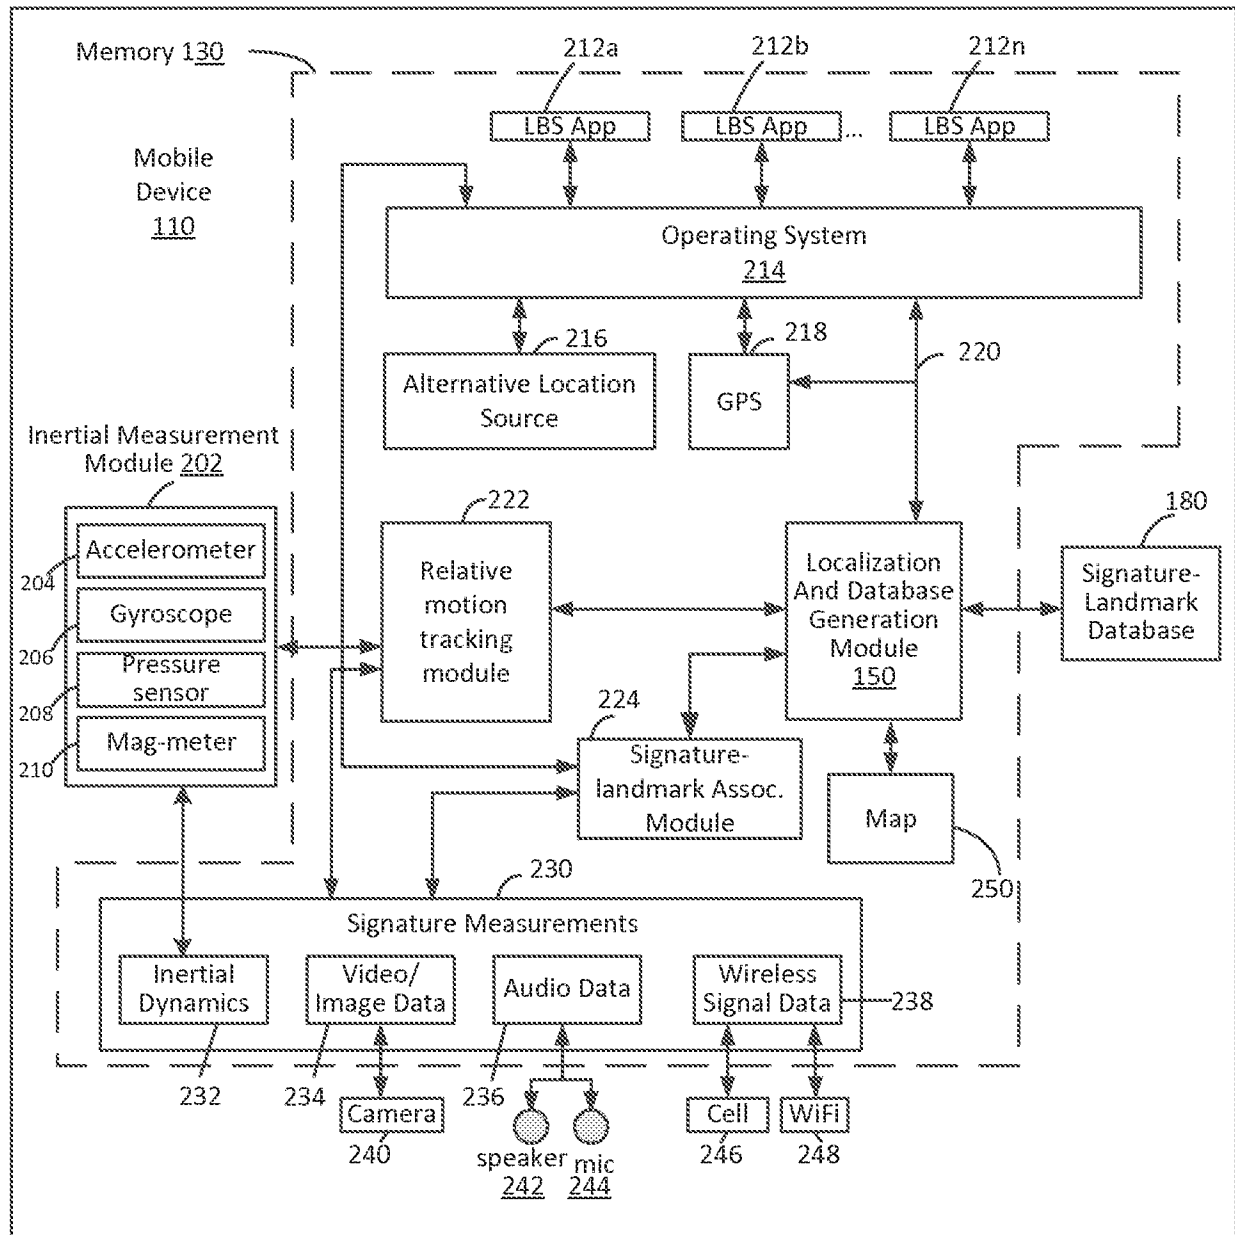 Memory 130
212a
212b
212n
LBS App
LBS App
...
LBS App
Mobile
Device
110
Operating System
214
216
218
220
Alternative Location
Source
GPS
Inertial Measurement
Module 202
222
180
Accelerometer
204
Gyroscope
206
Pressure
sensor
208
Mag-meter
210
Relative
motion
tracking
module
Localization
And Database
Generation
Module
150
Signature-
Landmark
Database
224
Signature-
landmark Assoc.
Module
Map
250
230
Signature Measurements
Inertial
Dynamics
Video/
Image Data
Audio Data
Wireless
Signal Data
238
232
234
236
Camera
240
speaker
242
mic
244
Cell
246
WiFi
248